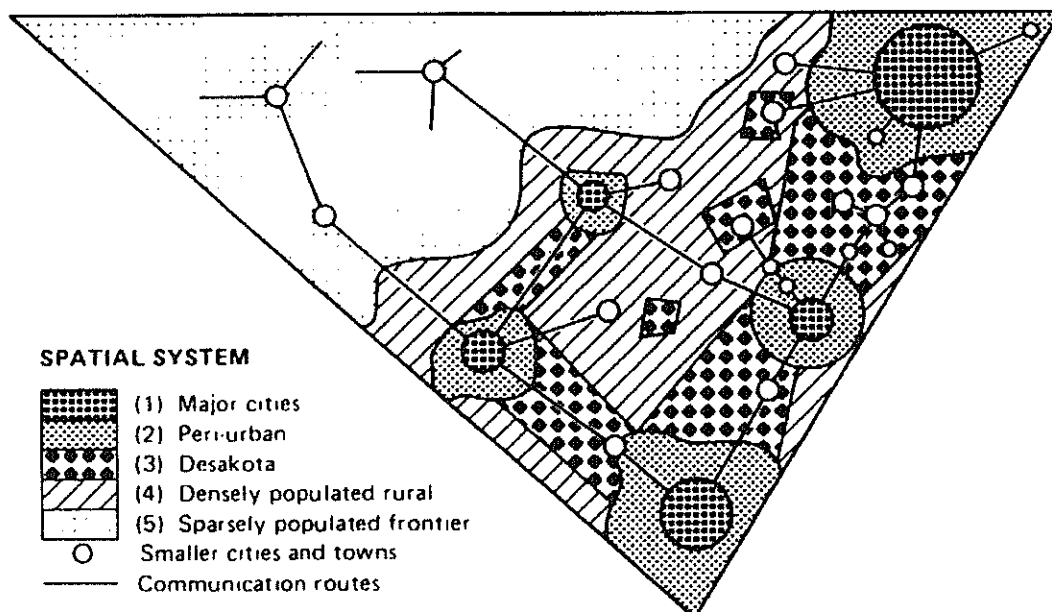 SPATIAL SYSTEM
(1) Major cities
(2) Peri-urban
(3) Desakota
(4) Densely populated rural
(5) Sparsely populated frontier
Smaller cities and towns
Communication routes